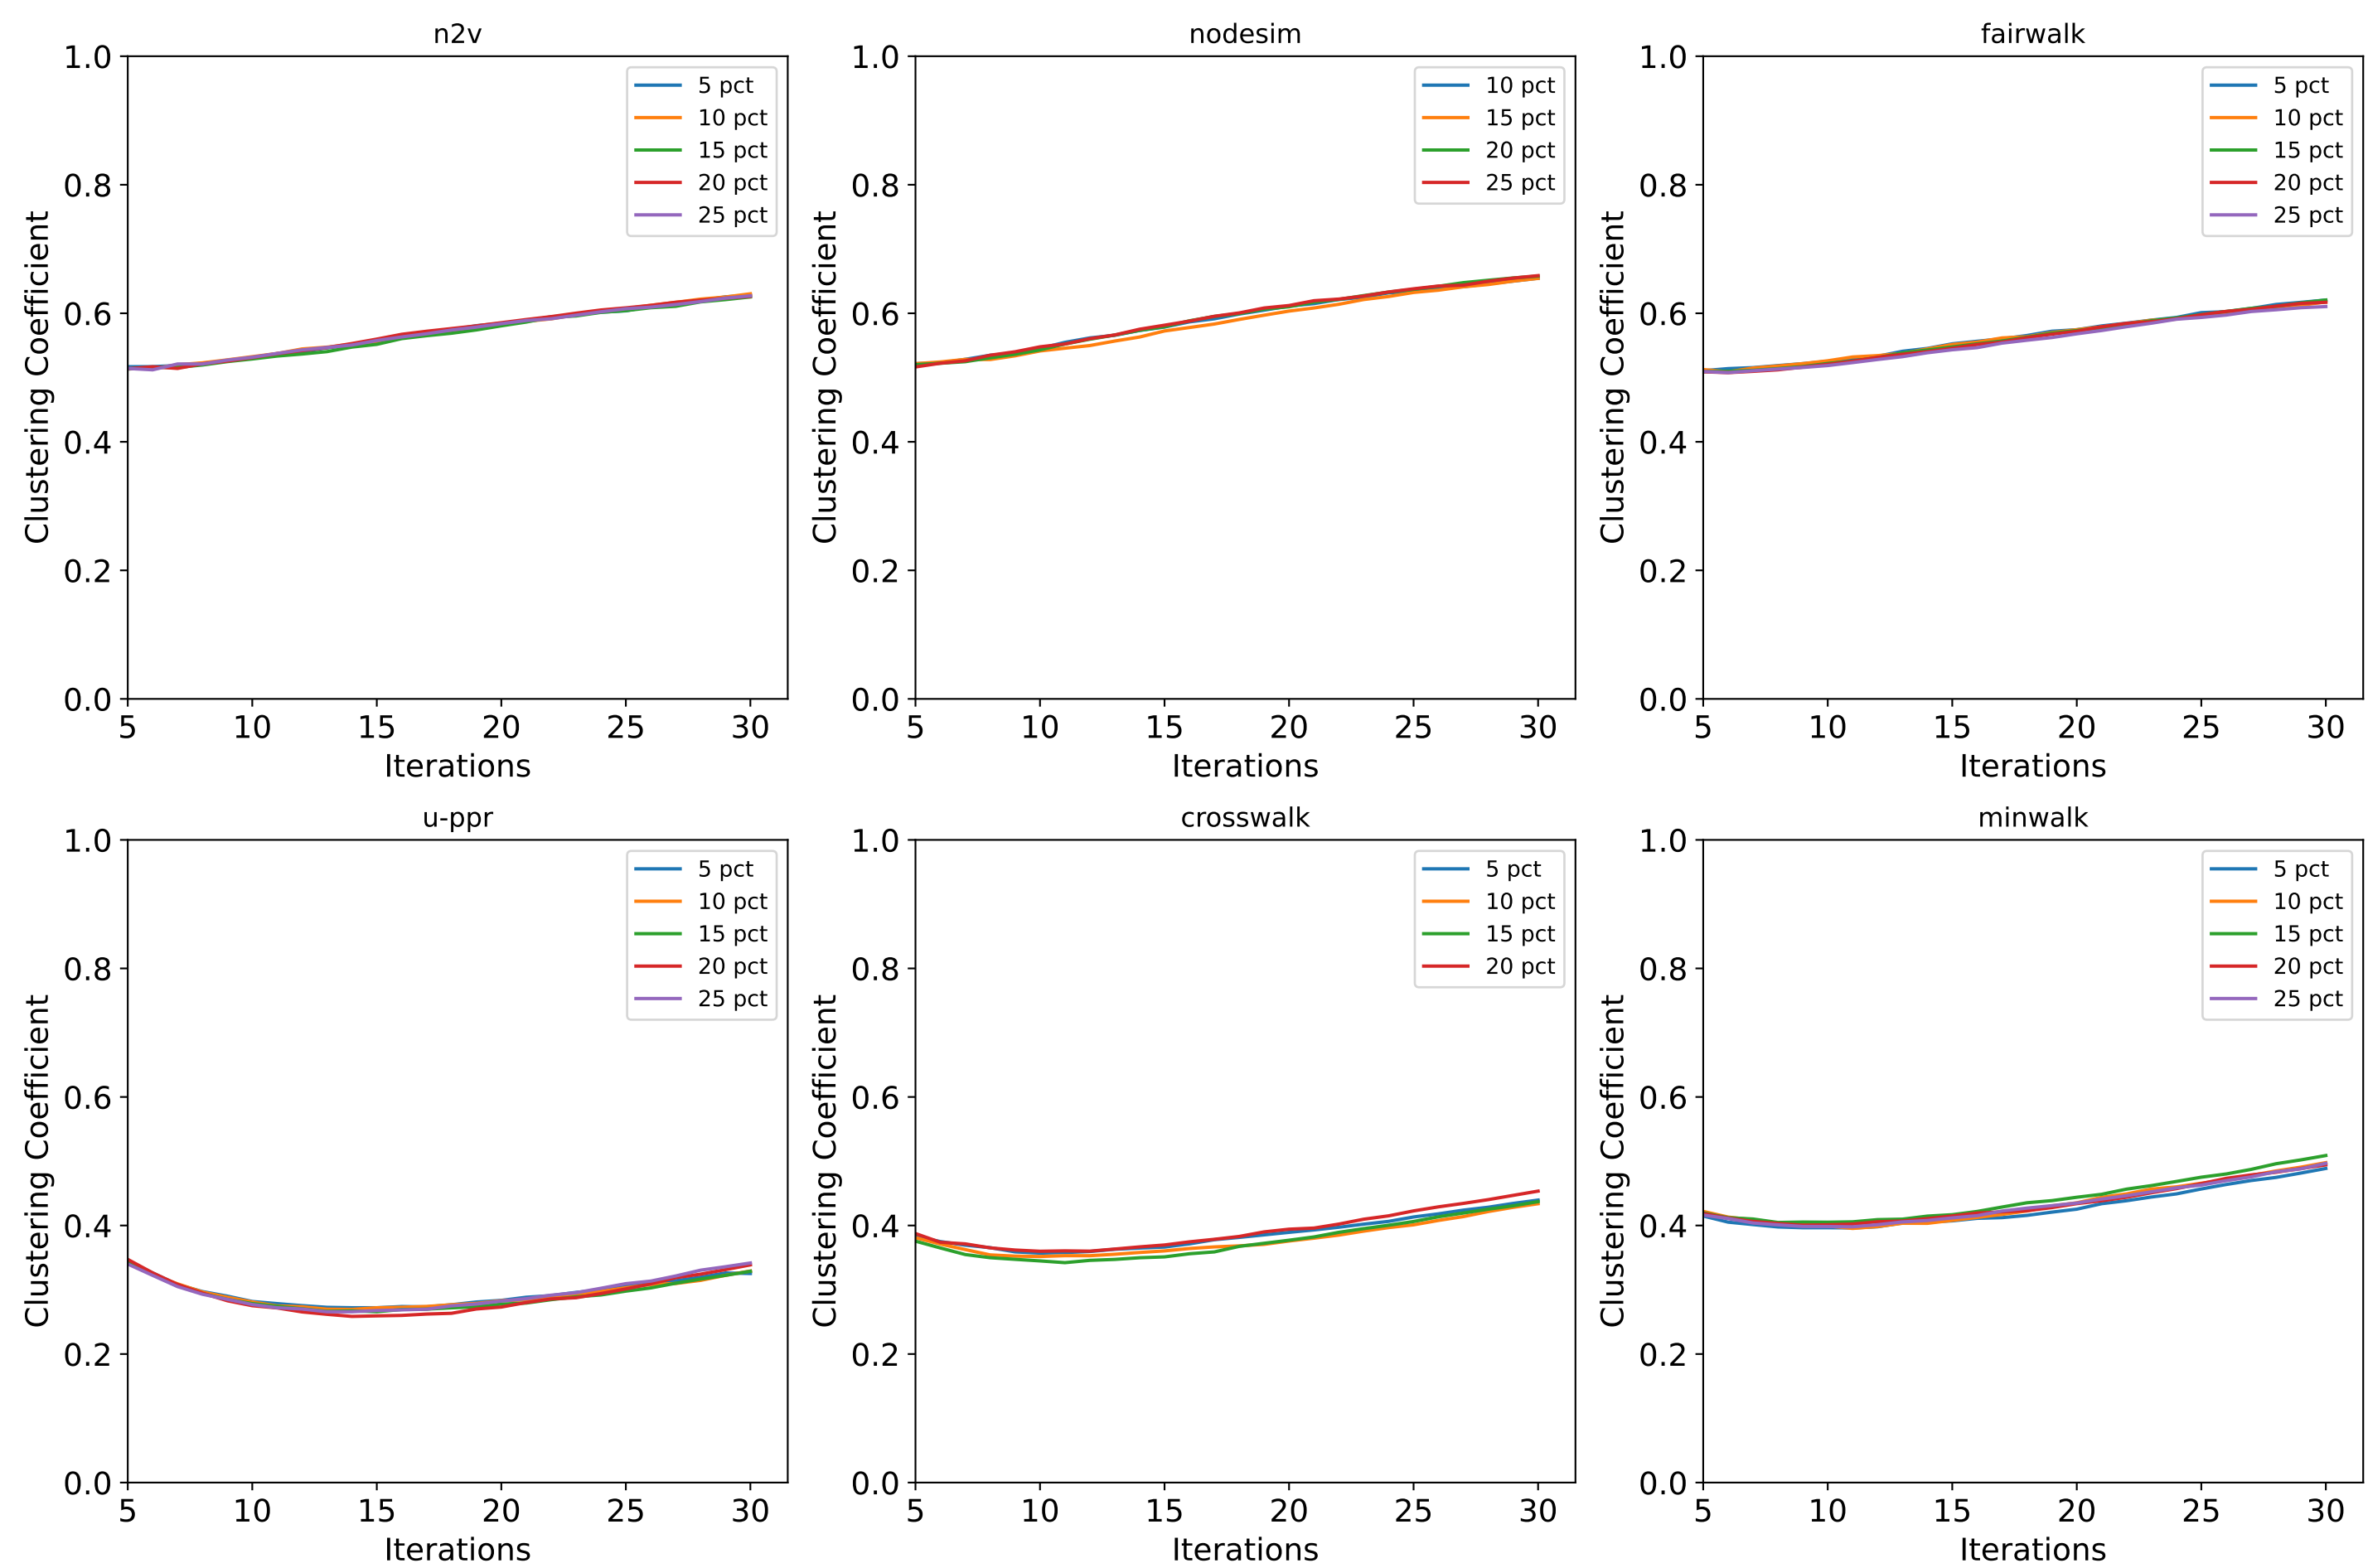 n2v
1.0
0.8
0.6
0.4
0.2
0.0
Clustering Coefficient
5 pct
10 pct
15 pct
20 pct
25 pct
5 10 15 20 25 30
Iterations
nodesim
1.0
0.8
0.6
0.4
0.2
0.0
Clustering Coefficient
10 pct
15 pct
20 pct
25 pct
5 10 15 20 25 30
Iterations
fairwalk
1.0
0.8
0.6
0.4
0.2
0.0
Clustering Coefficient
5 pct
10 pct
15 pct
20 pct
25 pct
5 10 15 20 25 30
Iterations
u-ppr
1.0
0.8
0.6
0.4
0.2
0.0
Clustering Coefficient
5 pct
10 pct
15 pct
20 pct
25 pct
5 10 15 20 25 30
Iterations
crosswalk
1.0
0.8
0.6
0.4
0.2
0.0
Clustering Coefficient
5 pct
10 pct
15 pct
20 pct
5 10 15 20 25 30
Iterations
minwalk
1.0
0.8
0.6
0.4
0.2
0.0
Clustering Coefficient
5 pct
10 pct
15 pct
20 pct
25 pct
5 10 15 20 25 30
Iterations